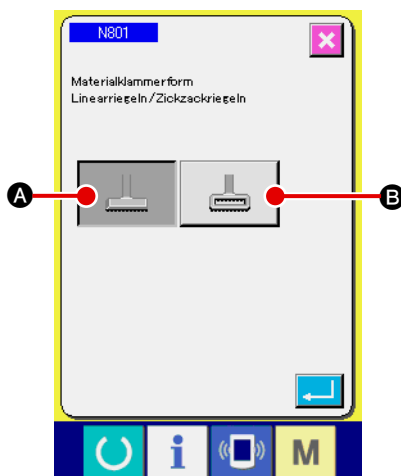 N801
Materialklammerform
Linearriegeln/Zickzackriegeln
A
B
i
M